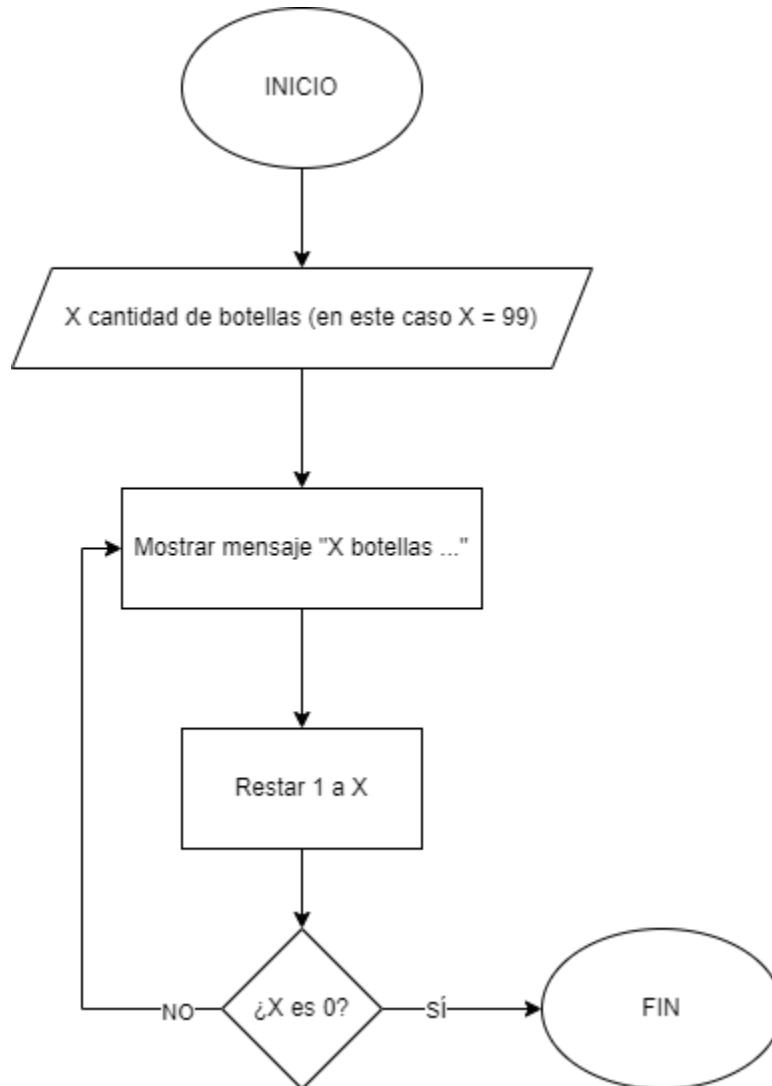 INICIO
X cantidad de botellas (en este caso X = 99)
Mostrar mensaje "X botellas ..."
Restar 1 a X
¿X es 0?
NO
SÍ
FIN